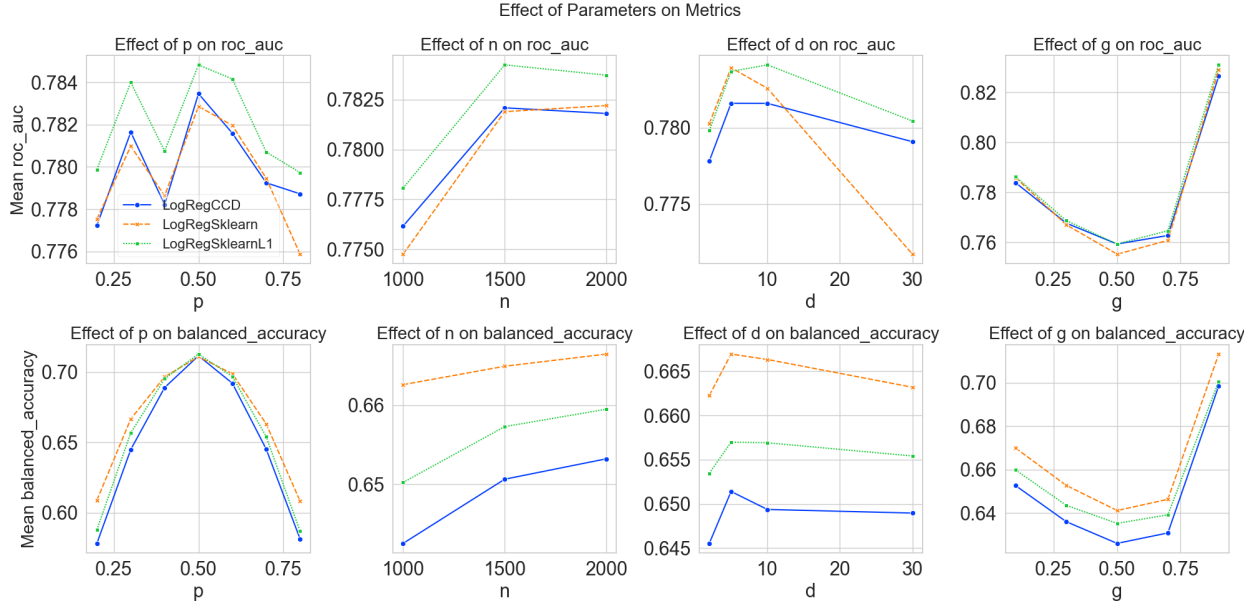 Effect of Parameters on Metrics
Effect of p on roc_auc
Mean roc_auc
0.784
0.782
0.780
0.778
0.776
LogRegCCD
LogRegSklearn
LogRegSklearnL1
0.25 0.50 0.75
p
Effect of n on roc_auc
0.7825
0.7800
0.7775
0.7750
1000 1500 2000
n
Effect of d on roc_auc
0.780
0.775
10 20 30
d
Effect of g on roc_auc
0.82
0.80
0.78
0.76
0.25 0.50 0.75
g
Effect of p on balanced_accuracy
Mean balanced_accuracy
0.70
0.65
0.60
0.25 0.50 0.75
p
Effect of n on balanced_accuracy
0.66
0.65
1000 1500 2000
n
Effect of d on balanced_accuracy
0.665
0.660
0.655
0.650
0.645
10 20 30
d
Effect of g on balanced_accuracy
0.70
0.68
0.66
0.64
0.25 0.50 0.75
g